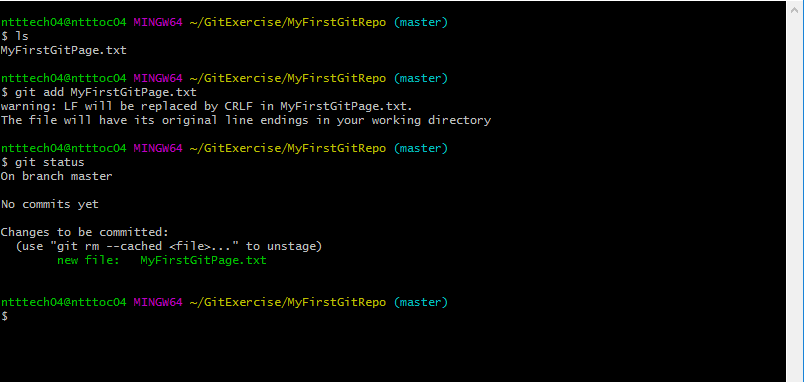 ntttech04@ntttoc04 MINGW64 ~/GitExercise/MyFirstGitRepo (master)
$ ls
MyFirstGitPage.txt
ntttech04@ntttoc04 MINGW64 ~/GitExercise/MyFirstGitRepo (master)
$ git add MyFirstGitPage.txt
warning: LF will be replaced by CRLF in MyFirstGitPage.txt.
The file will have its original line endings in your working directory
ntttech04@ntttoc04 MINGW64 ~/GitExercise/MyFirstGitRepo (master)
$ git status
On branch master
No commits yet
Changes to be committed:
  (use "git rm --cached <file>..." to unstage)
        new file:   MyFirstGitPage.txt
ntttech04@ntttoc04 MINGW64 ~/GitExercise/MyFirstGitRepo (master)
$